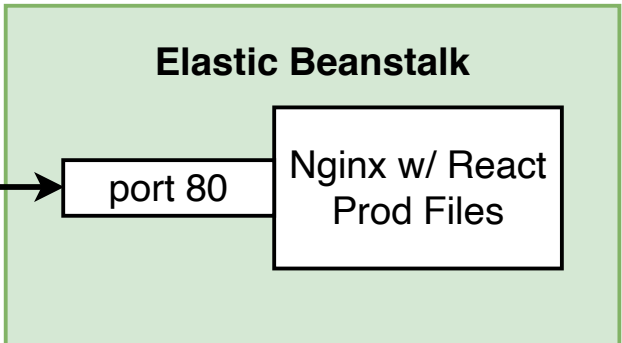 Elastic Beanstalk
port 80
Nginx w/ React
Prod Files